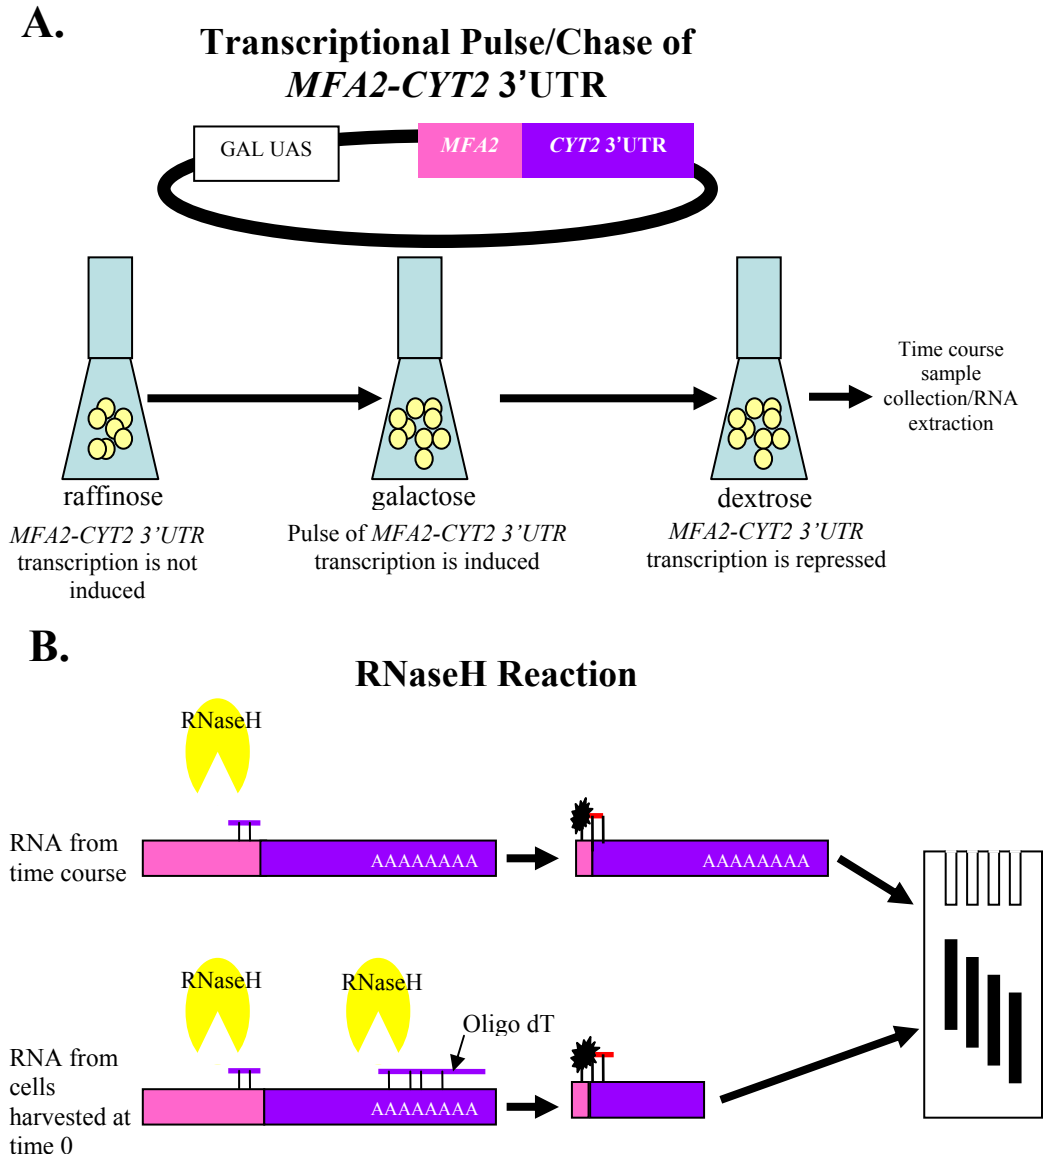 A.
Transcriptional Pulse/Chase of
MFA2-CYT2 3’UTR
GAL UAS
MFA2
CYT2 3’UTR
raffinose
MFA2-CYT2 3’UTR
transcription is not
induced
galactose
Pulse of MFA2-CYT2 3’UTR
transcription is induced
dextrose
MFA2-CYT2 3’UTR
transcription is repressed
Time course
sample
collection/RNA
extraction
B.
RNaseH Reaction
RNaseH
RNA from
time course
AAAAAAAA
AAAAAAAA
RNaseH
RNaseH
Oligo dT
RNA from
cells
harvested at
time 0
AAAAAAAA